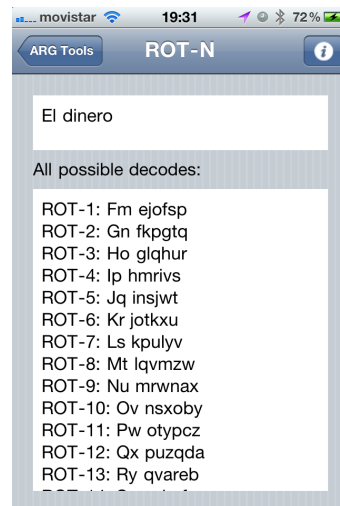 movistar 19:31 72%
ARG Tools ROT-N
El dinero
All possible decodes:
ROT-1: Fm ejofsp
ROT-2: Gn fkpgtq
ROT-3: Ho glqhur
ROT-4: Ip hmrivs
ROT-5: Jq insjwt
ROT-6: Kr jotkxu
ROT-7: Ls kpulyv
ROT-8: Mt lqvmzw
ROT-9: Nu mrwnax
ROT-10: Ov nsxoby
ROT-11: Pw otypcz
ROT-12: Qx puzqda
ROT-13: Ry qvareb